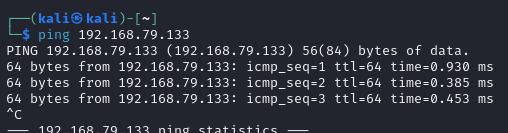 ┌──(kali㉿kali)-[~]
└─$ ping 192.168.79.133
PING 192.168.79.133 (192.168.79.133) 56(84) bytes of data.
64 bytes from 192.168.79.133: icmp_seq=1 ttl=64 time=0.930 ms
64 bytes from 192.168.79.133: icmp_seq=2 ttl=64 time=0.385 ms
64 bytes from 192.168.79.133: icmp_seq=3 ttl=64 time=0.453 ms
^C
--- 192.168.79.133 ping statistics ---